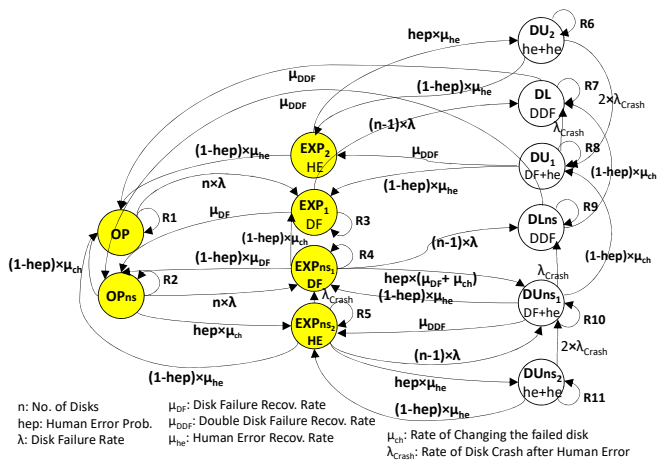 DU₂
he+he
R6
hep×μhe
μDDF
DL
DDF
R7
2×λCrash
μDDF
(1-hep)×μhe
(n-1)×λ
λCrash
R8
(1-hep)×μhe
EXP₂
HE
μDDF
DU₁
DF+he
n×λ
(1-hep)×μhe
(1-hep)×μch
EXP₁
DF
R1
μDF
R3
DLns
DDF
R9
OP
(1-hep)×μch
R4
(n-1)×λ
(1-hep)×μch
(1-hep)×μDF
EXPns₁
DF
(1-hep)×μch
R2
hep×(μDF+ μch)
λCrash
OPns
λCrash
(1-hep)×μhe
DUns₁
DF+he
n×λ
R5
R10
EXPns₂
HE
μDDF
hep×μch
(n-1)×λ
2×λCrash
(1-hep)×μhe
hep×μhe
DUns₂
he+he
(1-hep)×μhe
R11
n: No. of Disks
hep: Human Error Prob.
λ: Disk Failure Rate
μDF: Disk Failure Recov. Rate
μDDF: Double Disk Failure Recov. Rate
μhe: Human Error Recov. Rate
μch: Rate of Changing the failed disk
λCrash: Rate of Disk Crash after Human Error